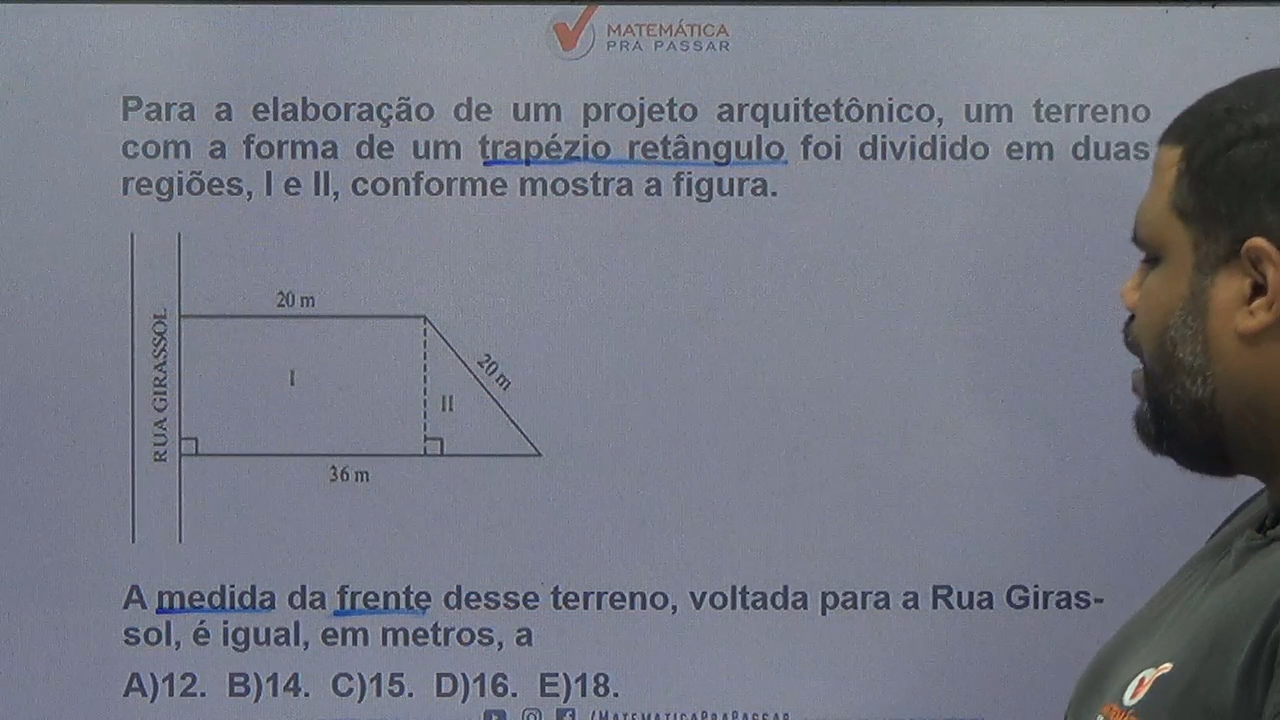 MATEMÁTICA
PRA PASSAR
Para a elaboração de um projeto arquitetônico, um terreno
com a forma de um trapézio retângulo foi dividido em duas
regiões, I e II, conforme mostra a figura.
20 m
RUA GIRASSOL
I
20 m
II
36 m
A medida da frente desse terreno, voltada para a Rua Giras-
sol, é igual, em metros, a
A)12. B)14. C)15. D)16. E)18.
/MATEMATICAPRAPASSAR